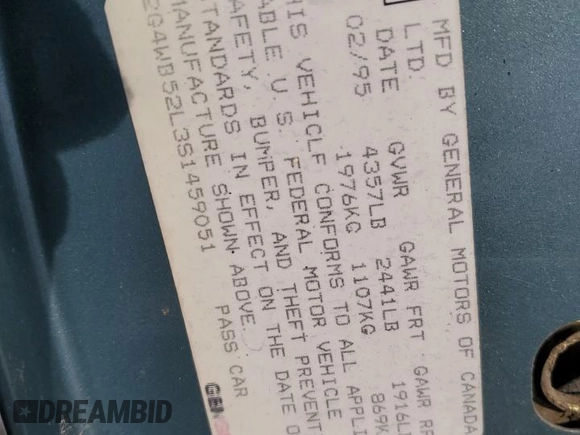 MFD BY GENERAL MOTORS OF CANADA
LTD.
DATE GVWR GAWR FRT GAWR RR
02/95 4357LB 2441LB 1916LB
1976KG 1107KG 869K
THIS VEHICLE CONFORMS TO ALL APPLI
ABLE U.S. FEDERAL MOTOR VEHICLE
SAFETY, BUMPER, AND THEFT PREVENT
STANDARDS IN EFFECT ON THE DATE O
MANUFACTURE SHOWN ABOVE.
2G4WB52L3S1459051 PASS CAR
DREAMBID